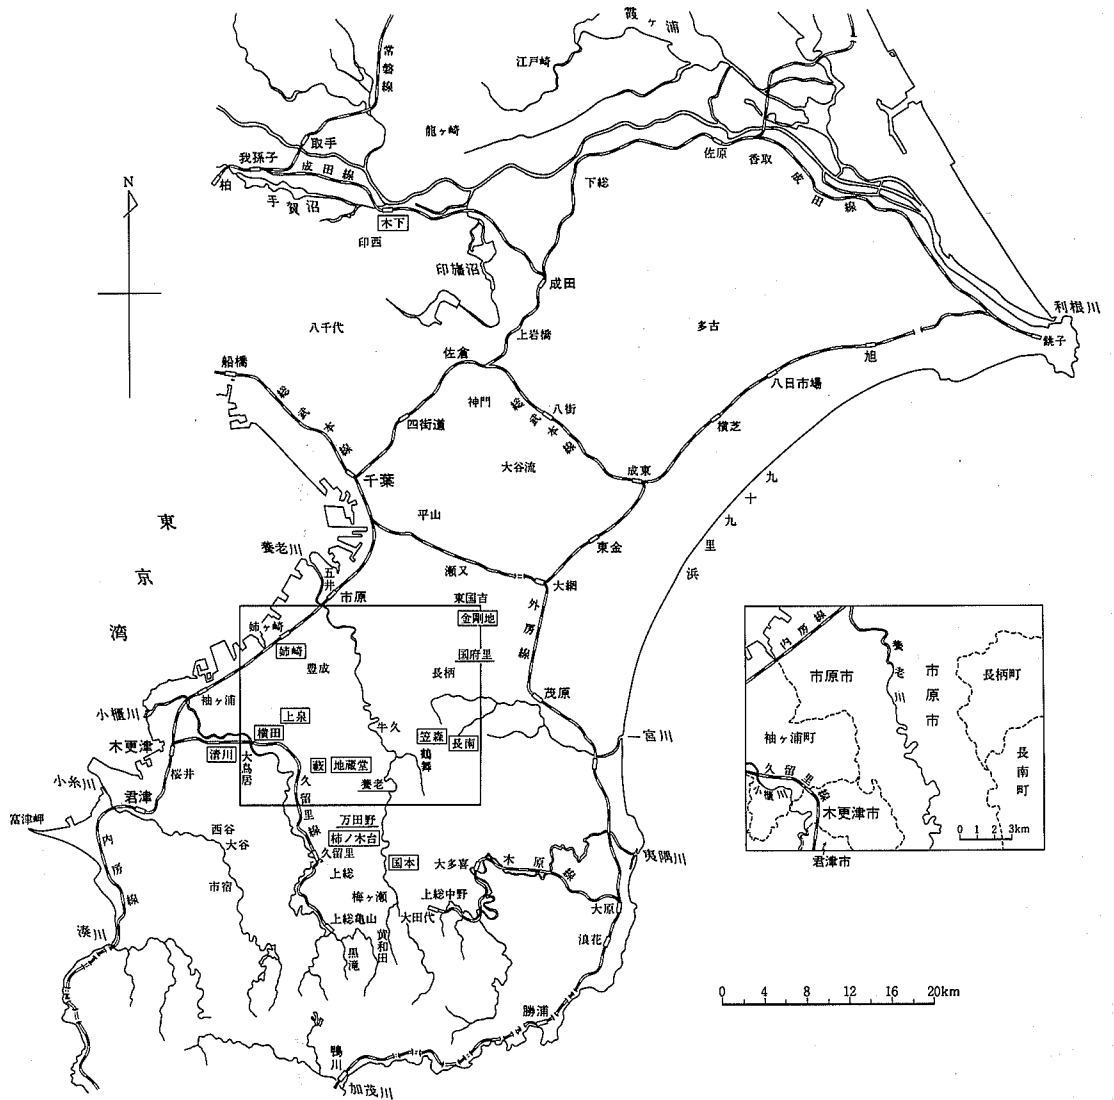 霞ヶ浦
常磐線
江戸崎
龍ヶ崎
取手
我孫子
成田線
柏
手賀沼
木下
印西
下総
佐原
香取
成田線
N
印旛沼
成田
利根川
銚子
八千代
上岩橋
多古
旭
佐倉
船橋
総武本線
神門
総武本線
八街
八日市場
四街道
横芝
千葉
大谷流
成東
九十九里浜
東京湾
平山
養老川
五井
瀬又
東金
大網
市原
東国吉
金剛地
外房線
姉ヶ崎
姉崎
国府里
豊成
長柄
茂原
袖ヶ浦
小櫃川
上泉
牛久
笠森
長南
一宮川
木更津
横田
清川
大鳥居
藪
地蔵堂
鶴舞
養老
桜井
小糸川
君津
久留里線
富津岬
万田野
西谷
大谷
柿ノ木台
内房線
久留里
国本
大多喜
木原線
夷隅川
上総
市宿
梅ヶ瀬
上総中野
大田代
大原
上総亀山
黄和田
浪花
湊川
黒滝
勝浦
鴨川
加茂川
0 4 8 12 16 20km
内房線
養老川
市原市
市原市
長柄町
袖ヶ浦町
長南町
久留里線
小櫃川
木更津市
0 1 2 3km
君津市